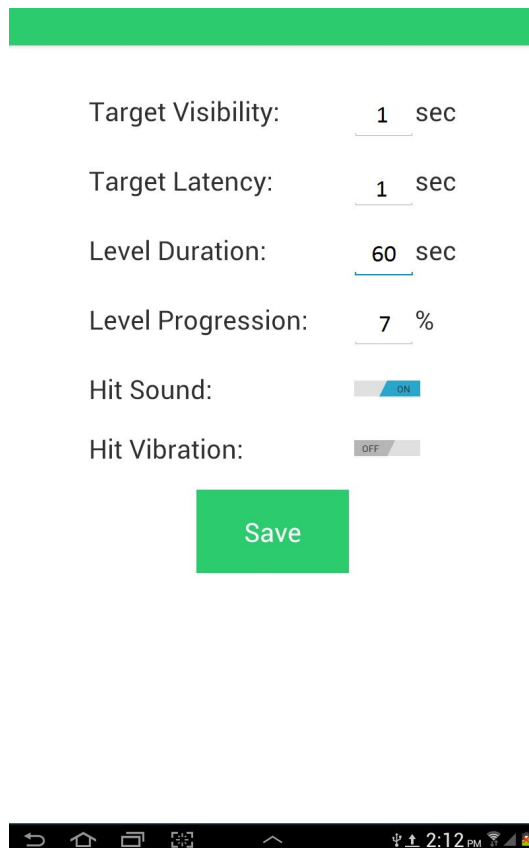 Target Visibility: 1 sec
Target Latency: 1 sec
Level Duration: 60 sec
Level Progression: 7 %
Hit Sound: ON
Hit Vibration: OFF
Save
2:12 PM